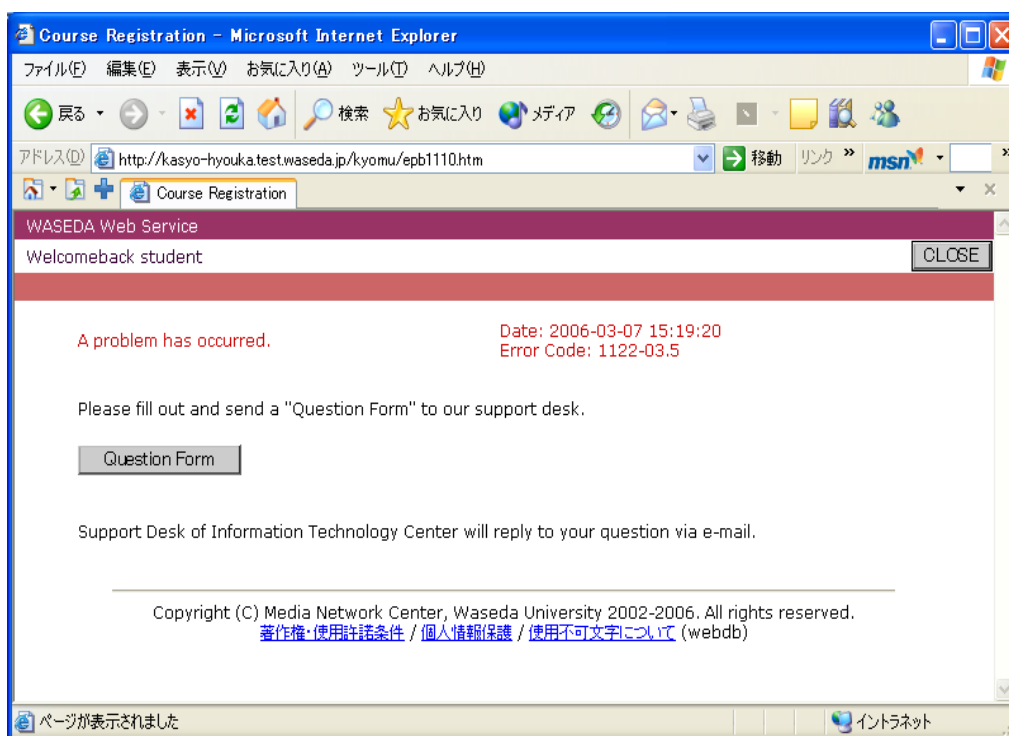 Course Registration - Microsoft Internet Explorer
ファイル(F) 編集(E) 表示(V) お気に入り(A) ツール(T) ヘルプ(H)
戻る 検索 お気に入り メディア
アドレス(D) http://kasyo-hyouka.test.waseda.jp/kyomu/epb1110.htm 移動 リンク » msn »
Course Registration
WASEDA Web Service
Welcomeback student CLOSE
A problem has occurred. Date: 2006-03-07 15:19:20
Error Code: 1122-03.5
Please fill out and send a "Question Form" to our support desk.
Question Form
Support Desk of Information Technology Center will reply to your question via e-mail.
Copyright (C) Media Network Center, Waseda University 2002-2006. All rights reserved.
著作権・使用許諾条件 / 個人情報保護 / 使用不可文字について (webdb)
ページが表示されました イントラネット